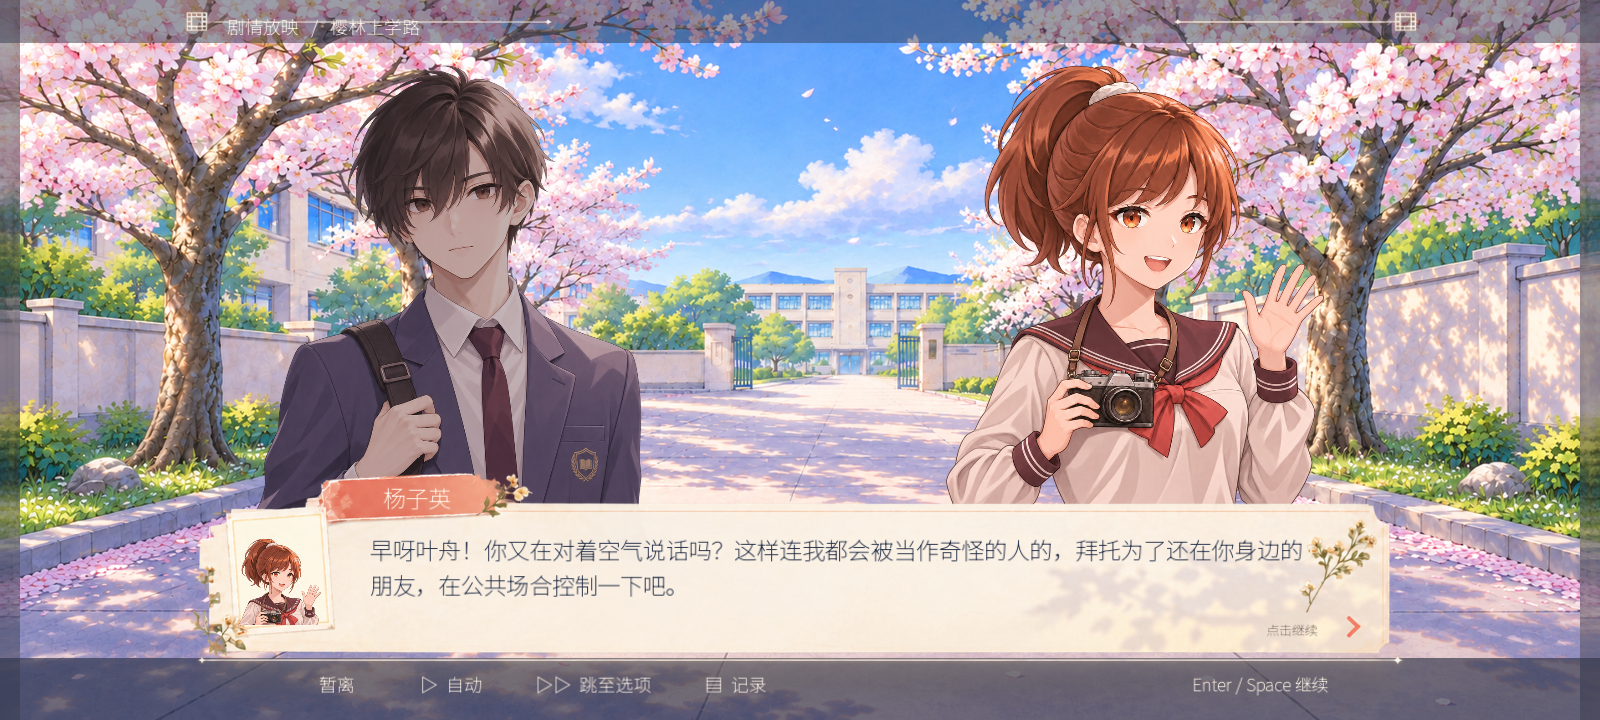 剧情放映 / 樱林上学路
杨子英
早呀叶舟！你又在对着空气说话吗？这样连我都会被当作奇怪的人的，拜托为了还在你身边的
朋友，在公共场合控制一下吧。
点击继续
暂离 自动 跳至选项 记录 Enter / Space 继续